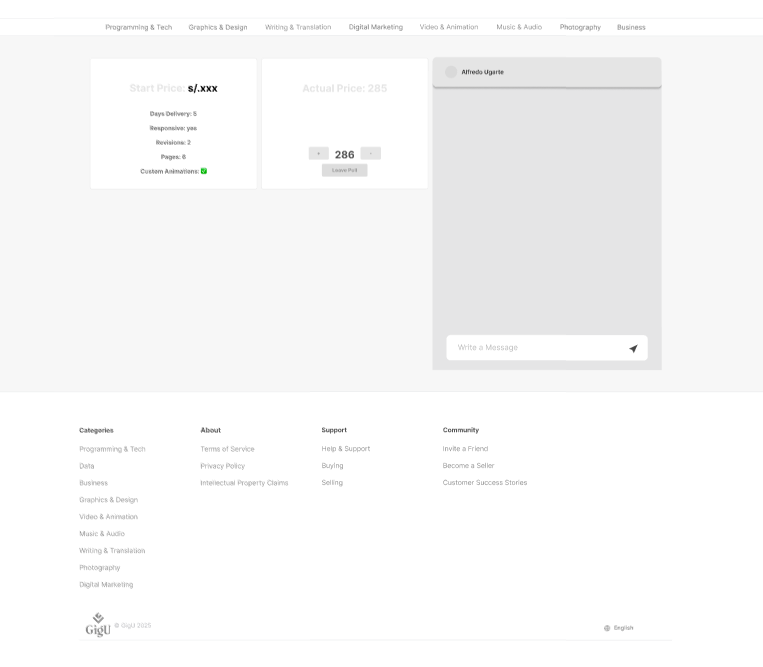 Programming & Tech Graphics & Design Writing & Translation Digital Marketing Video & Animation Music & Audio Photography Business
Start Price: s/.xxx
Days Delivery: 5
Responsive: yes
Revisions: 2
Pages: 6
Custom Animations: ✅
Actual Price: 285
+ 286 -
Leave Poll
Alfredo Ugarte
Write a Message
Categories
Programming & Tech
Data
Business
Graphics & Design
Video & Animation
Music & Audio
Writing & Translation
Photography
Digital Marketing
About
Terms of Service
Privacy Policy
Intellectual Property Claims
Support
Help & Support
Buying
Selling
Community
Invite a Friend
Become a Seller
Customer Success Stories
GigU © GigU 2025
English